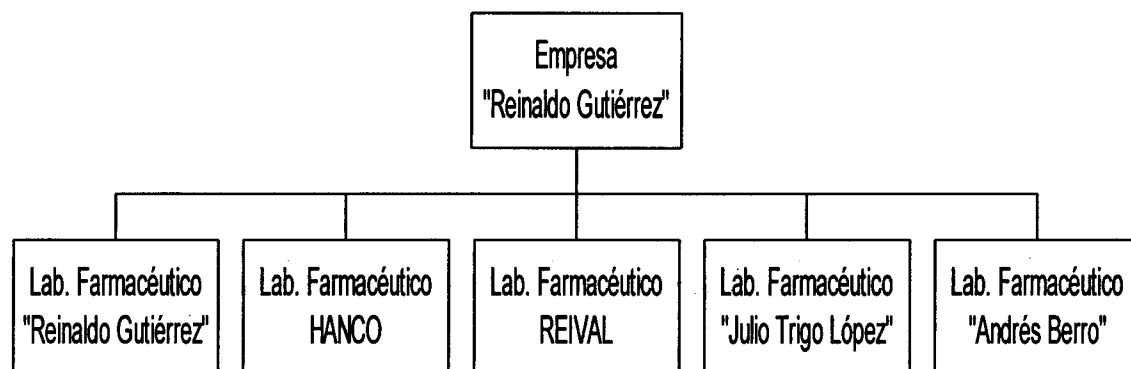 Empresa
"Reinaldo Gutiérrez"
Lab. Farmacéutico
"Reinaldo Gutiérrez"
Lab. Farmacéutico
HANCO
Lab. Farmacéutico
REIVAL
Lab. Farmacéutico
"Julio Trigo López"
Lab. Farmacéutico
"Andrés Berro"